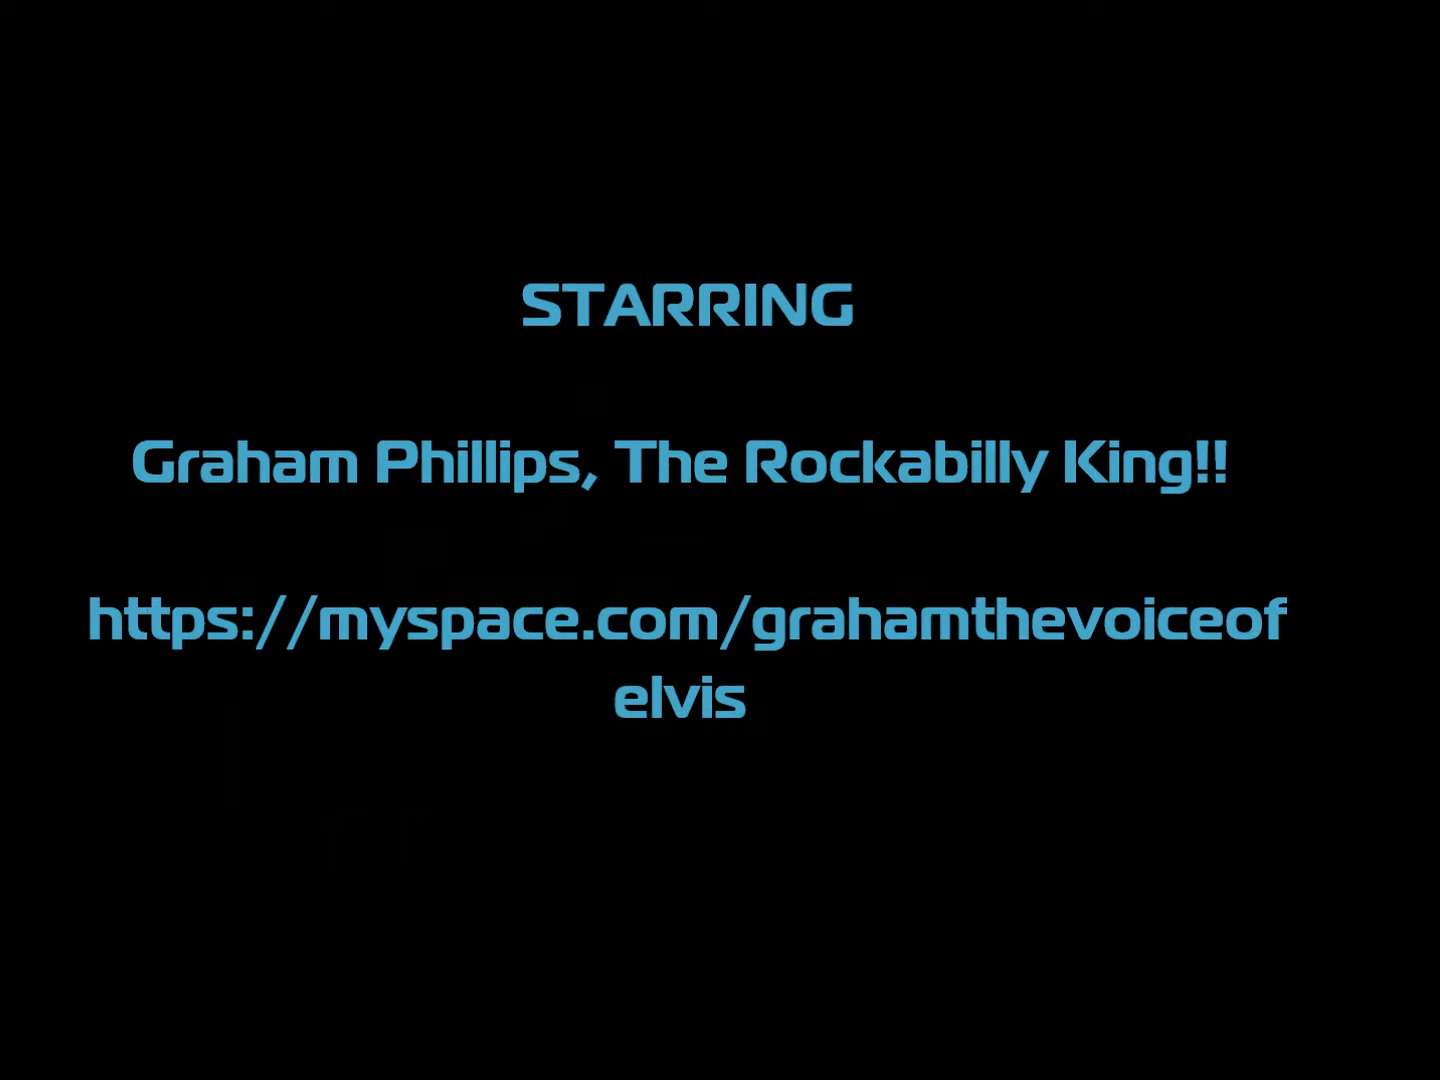 STARRING
Graham Phillips, The Rockabilly King!!
https://myspace.com/grahamthevoiceof
elvis